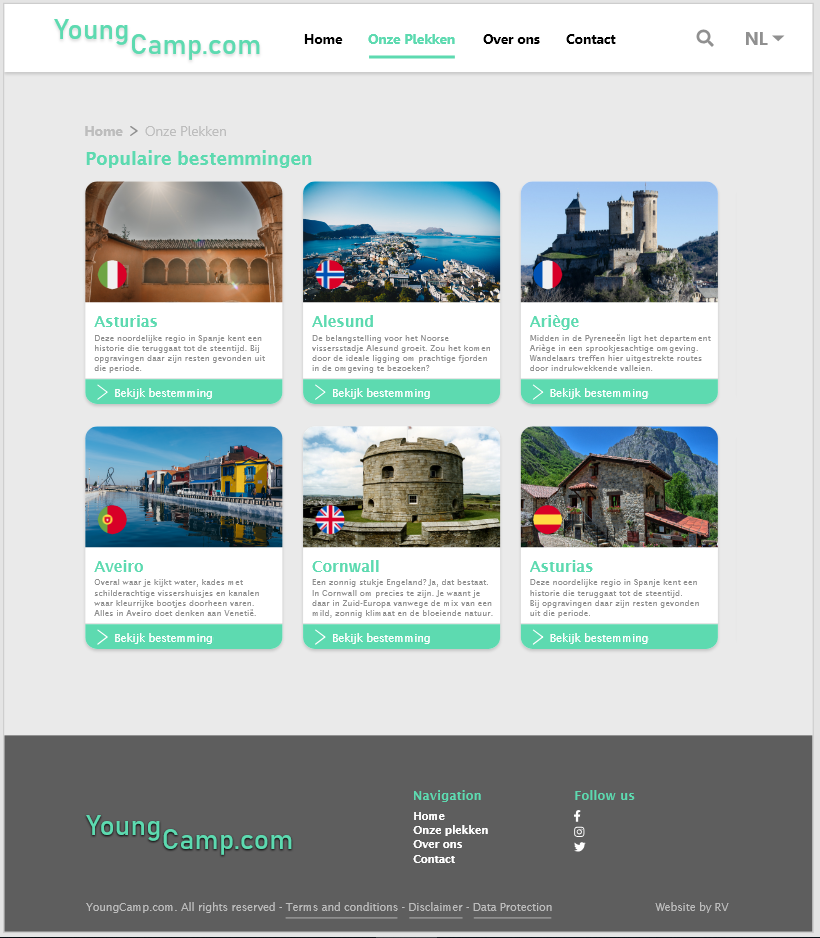 YoungCamp.com
Home Onze Plekken Over ons Contact NL
Home > Onze Plekken
Populaire bestemmingen
Asturias
Deze noordelijke regio in Spanje kent een
historie die teruggaat tot de steentijd. Bij
opgravingen daar zijn resten gevonden uit
die periode.
Bekijk bestemming
Alesund
De belangstelling voor het Noorse
vissersstadje Alesund groeit. Zou het komen
door de ideale ligging om prachtige fjorden
in de omgeving te bezoeken?
Bekijk bestemming
Ariège
Midden in de Pyreneeën ligt het departement
Ariège in een sprookjesachtige omgeving.
Wandelaars treffen hier uitgestrekte routes
door indrukwekkende valleien.
Bekijk bestemming
Aveiro
Overal waar je kijkt water, kades met
schilderachtige vissershuisjes en kanalen
waar kleurrijke bootjes doorheen varen.
Alles in Aveiro doet denken aan Venetië.
Bekijk bestemming
Cornwall
Een zonnig stukje Engeland? Ja, dat bestaat.
In Cornwall om precies te zijn. Je waant je
daar in Zuid-Europa vanwege de mix van een
mild, zonnig klimaat en de bloeiende natuur.
Bekijk bestemming
Asturias
Deze noordelijke regio in Spanje kent een
historie die teruggaat tot de steentijd.
Bij opgravingen daar zijn resten gevonden
uit die periode.
Bekijk bestemming
YoungCamp.com
Navigation
Home
Onze plekken
Over ons
Contact
Follow us
YoungCamp.com. All rights reserved - Terms and conditions - Disclaimer - Data Protection
Website by RV